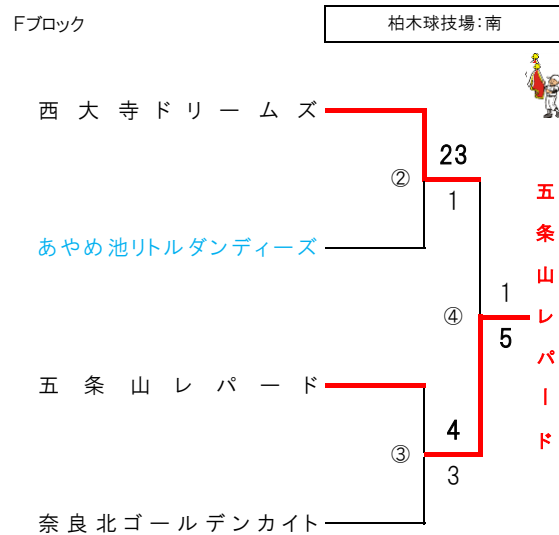 Fブロック
柏木球技場:南
西大寺ドリームズ
23
②
1
あやめ池リトルダンディーズ
五条山レパード
1
④
5
五条山レパード
4
③
3
奈良北ゴールデンカイト